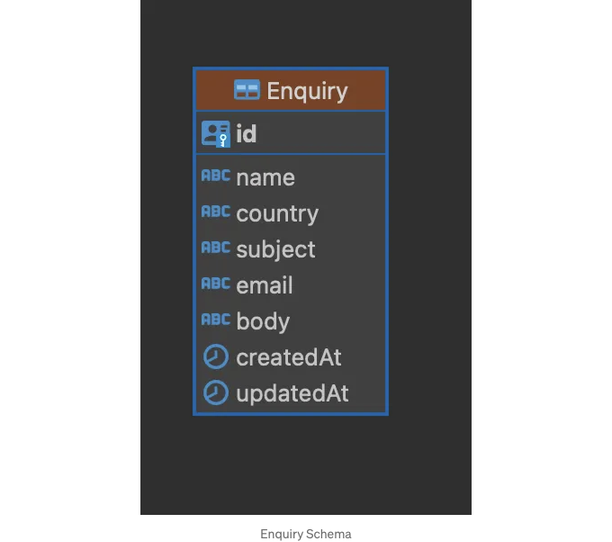 Enquiry
id
ABC name
ABC country
ABC subject
ABC email
ABC body
createdAt
updatedAt
Enquiry Schema